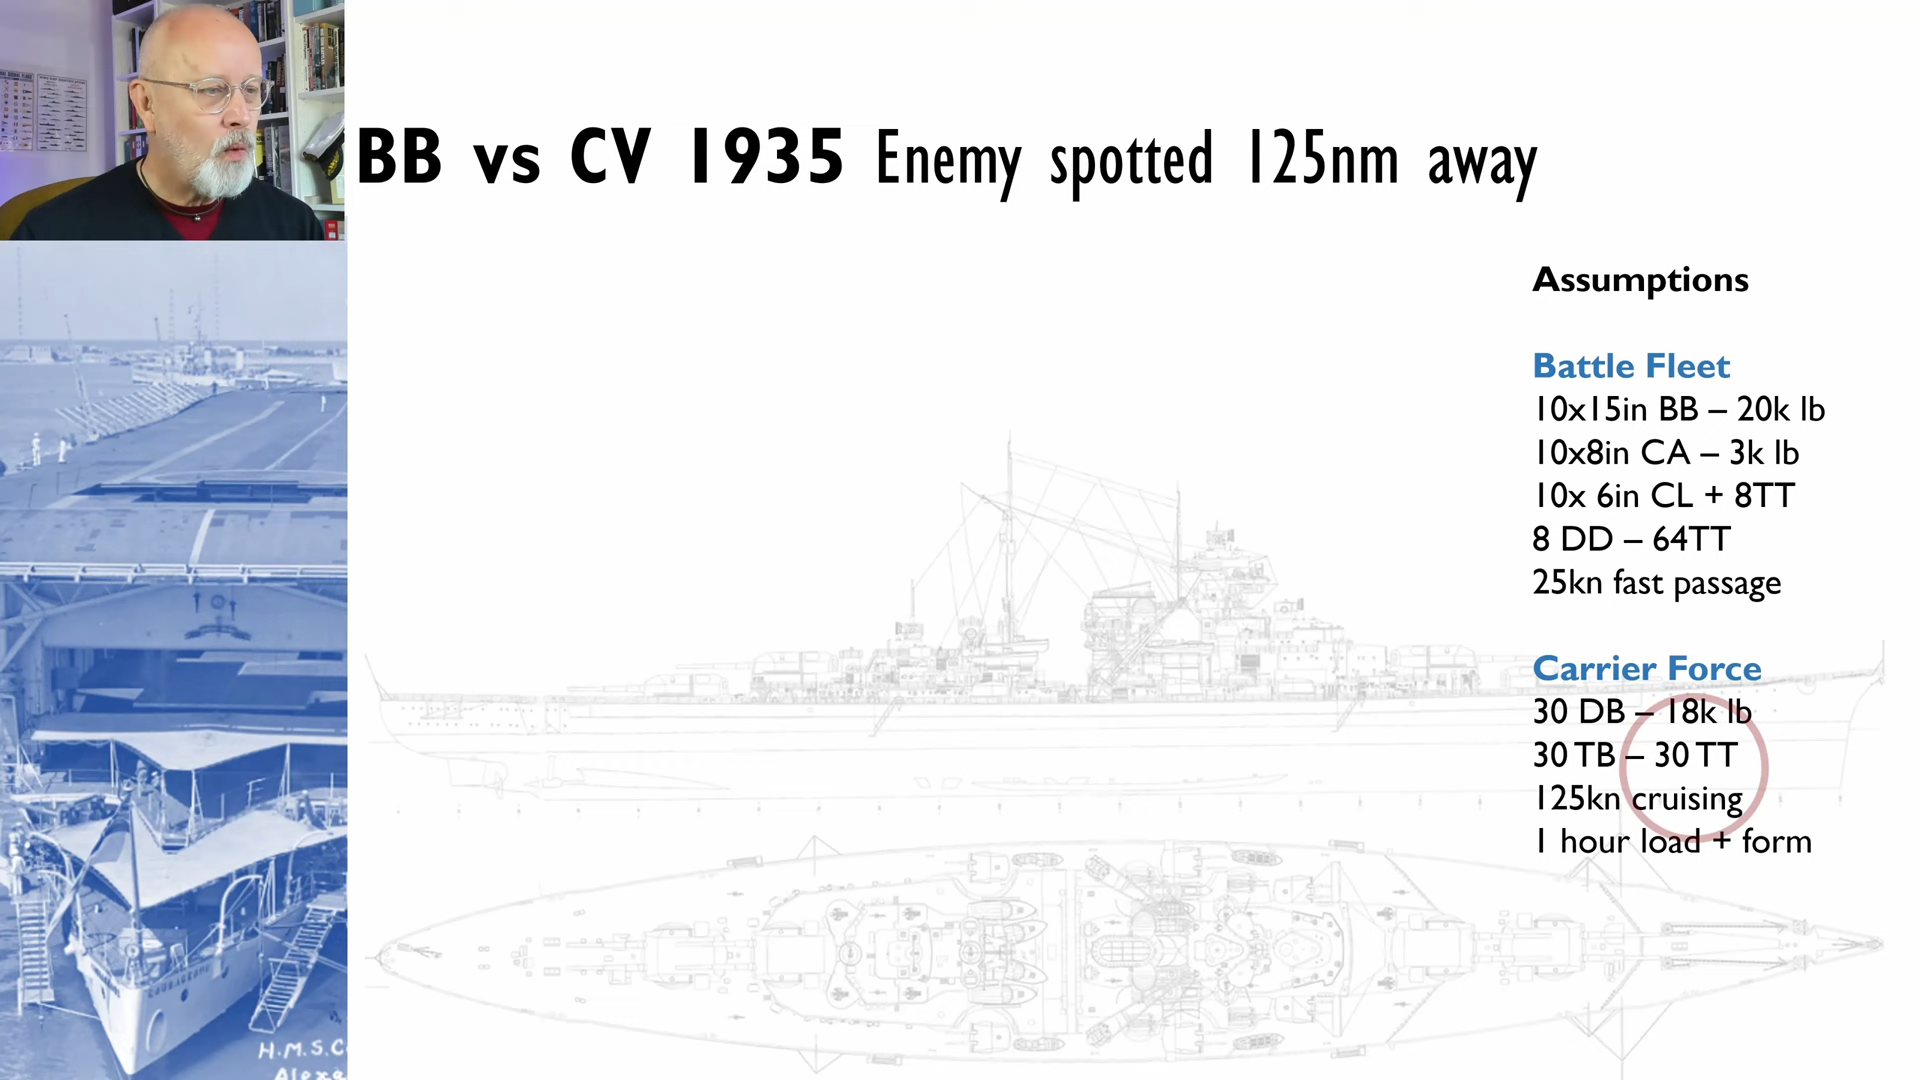 BB vs CV 1935 Enemy spotted 125nm away
Assumptions
Battle Fleet
10x15in BB – 20k lb
10x8in CA – 3k lb
10x 6in CL + 8TT
8 DD – 64TT
25kn fast passage
Carrier Force
30 DB – 18k lb
30 TB – 30 TT
125kn cruising
1 hour load + form
H.M.S.